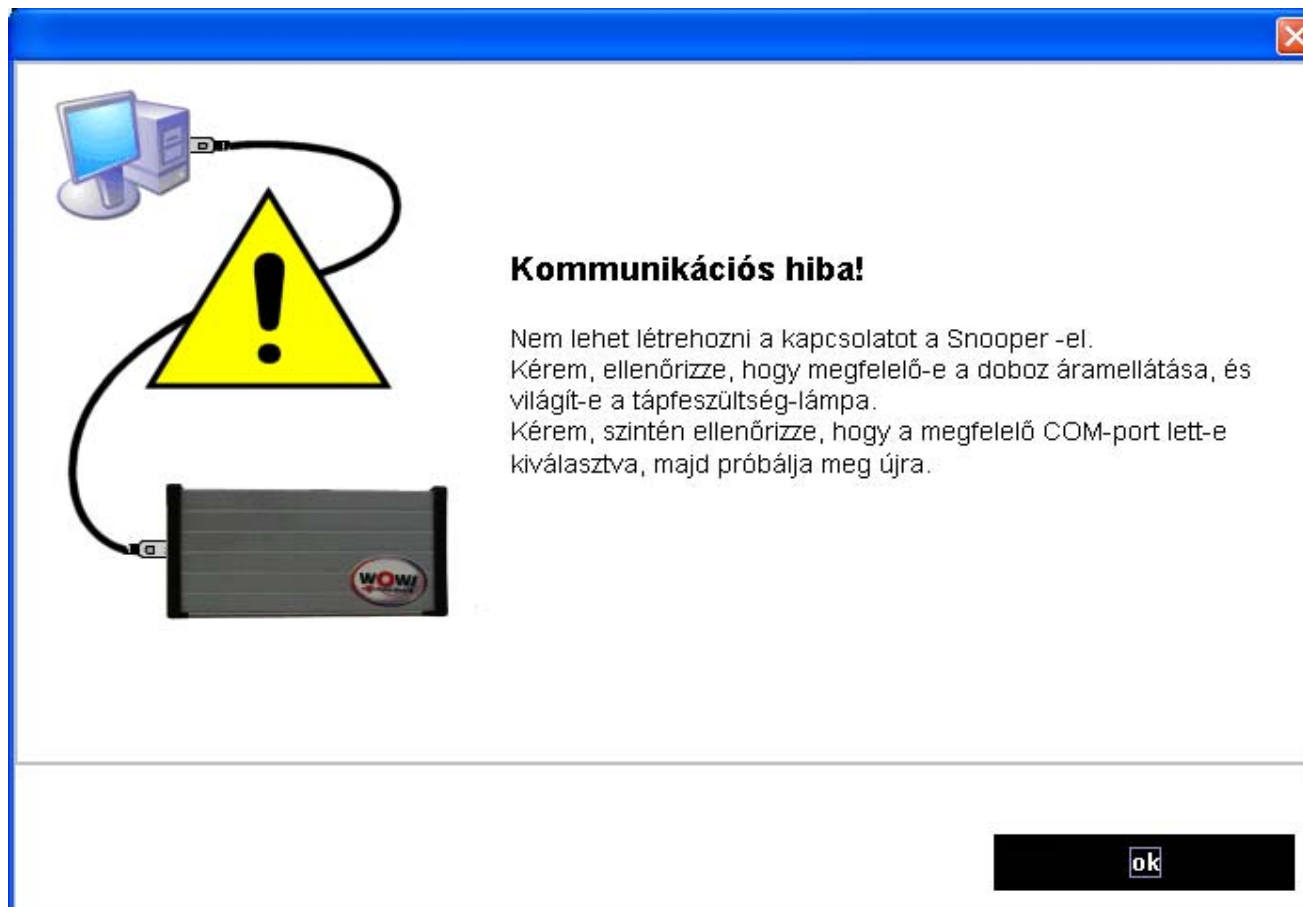 Kommunikációs hiba!
Nem lehet létrehozni a kapcsolatot a Snooper -el.
Kérem, ellenőrizze, hogy megfelelő-e a doboz áramellátása, és
világít-e a tápfeszültség-lámpa.
Kérem, szintén ellenőrizze, hogy a megfelelő COM-port lett-e
kiválasztva, majd próbálja meg újra.
WOW!
ok